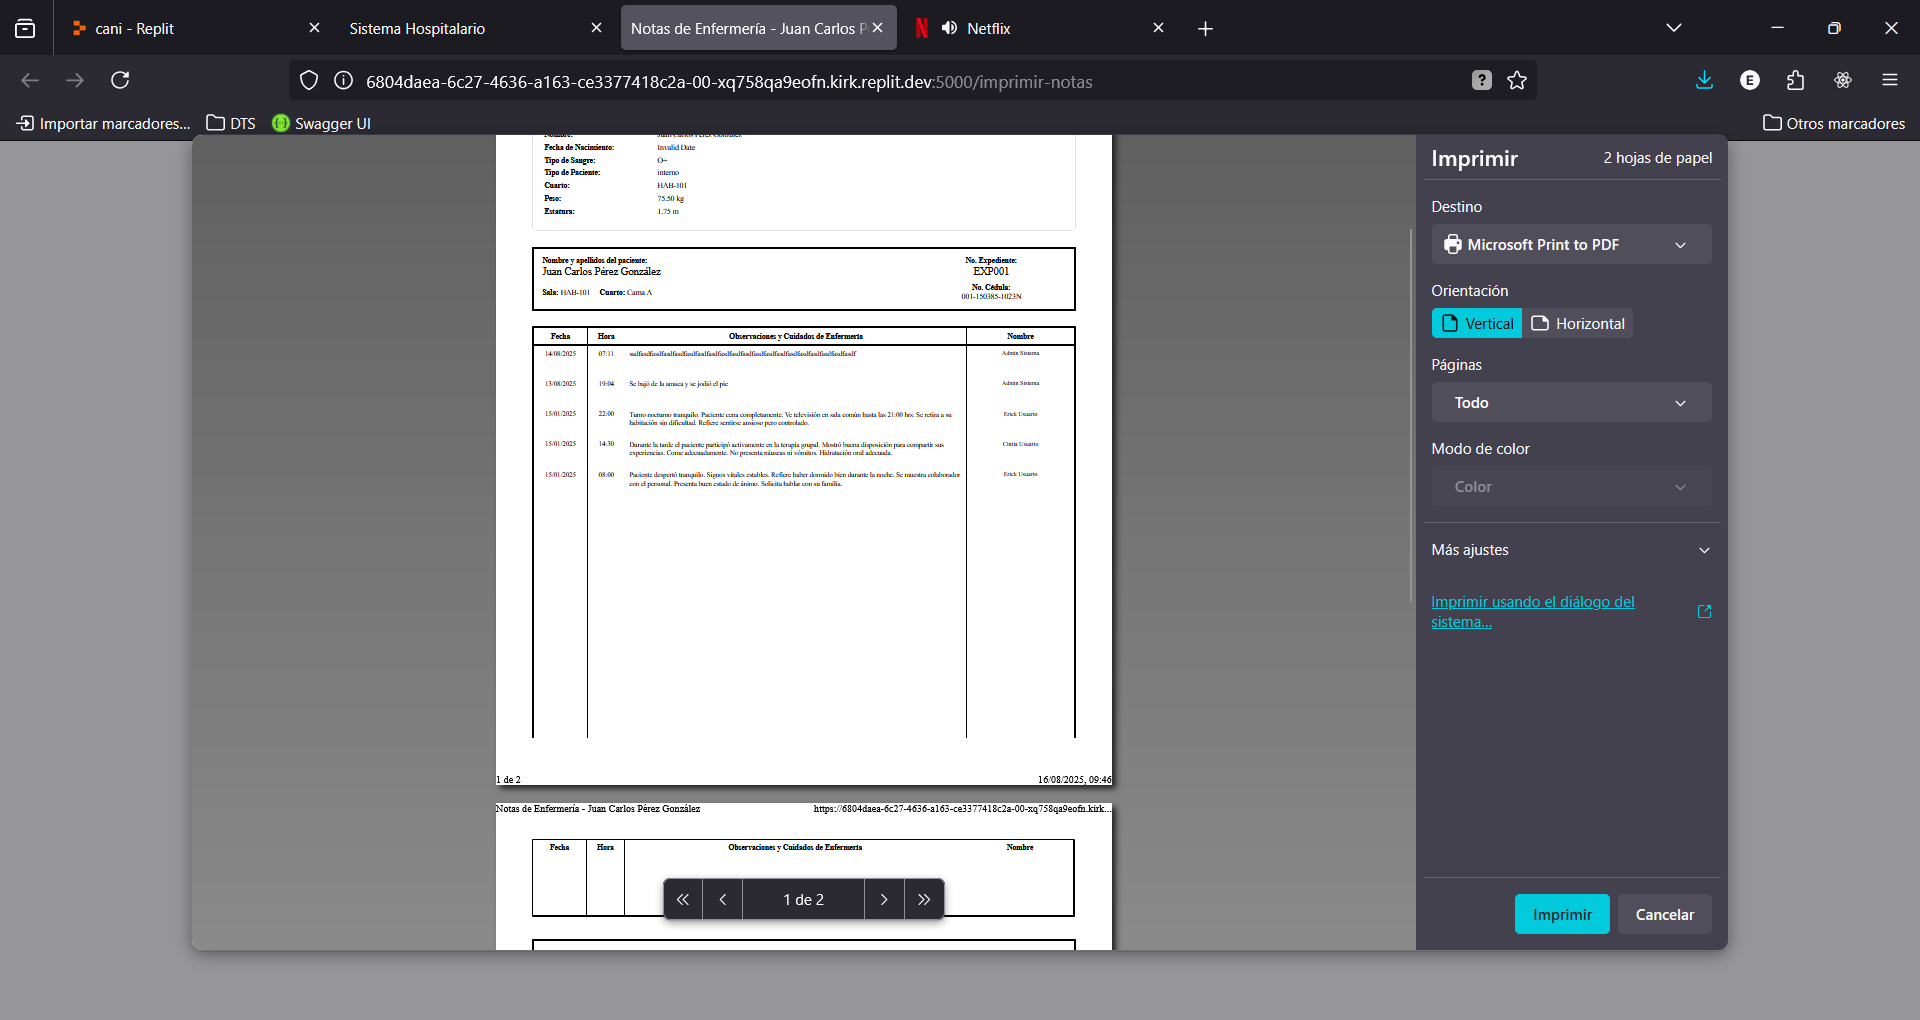 cani - Replit
Sistema Hospitalario
Notas de Enfermería - Juan Carlos P
Netflix
6804daea-6c27-4636-a163-ce3377418c2a-00-xq758qa9eofn.kirk.replit.dev:5000/imprimir-notas
E
Importar marcadores...
DTS
Swagger UI
Otros marcadores
Nombre: Juan Carlos Pérez González
Fecha de Nacimiento: Invalid Date
Tipo de Sangre: O+
Tipo de Paciente: interno
Cuarto: HAB-101
Peso: 75.50 kg
Estatura: 1.75 m
Nombre y apellidos del paciente:
Juan Carlos Pérez González
Sala: HAB-101 Cuarto: Cama A
No. Expediente:
EXP001
No. Cédula:
001-150385-1023N
Fecha Hora Observaciones y Cuidados de Enfermería Nombre
14/08/2025 07:11 Admin Sistema
13/08/2025 19:04 Se bajó de la amaca y se jodió el pie Admin Sistema
15/01/2025 22:00 Turno nocturno tranquilo. Paciente cena completamente. Ve televisión en sala común hasta las 21:00 hrs. Se retira a su Erick Usuario
habitación sin dificultad. Refiere sentirse ansioso pero controlado.
15/01/2025 14:30 Durante la tarde el paciente participó activamente en la terapia grupal. Mostró buena disposición para compartir sus Cintia Usuario
experiencias. Come adecuadamente. No presenta náuseas ni vómitos. Hidratación oral adecuada.
15/01/2025 08:00 Paciente despertó tranquilo. Signos vitales estables. Refiere haber dormido bien durante la noche. Se muestra colaborador Erick Usuario
con el personal. Presenta buen estado de ánimo. Solicita hablar con su familia.
1 de 2
16/08/2025, 09:46
Notas de Enfermería - Juan Carlos Pérez González
https://6804daea-6c27-4636-a163-ce3377418c2a-00-xq758qa9eofn.kirk...
Fecha Hora Observaciones y Cuidados de Enfermería Nombre
1 de 2
Imprimir
2 hojas de papel
Destino
Microsoft Print to PDF
Orientación
Vertical
Horizontal
Páginas
Todo
Modo de color
Color
Más ajustes
Imprimir usando el diálogo del
sistema...
Imprimir
Cancelar